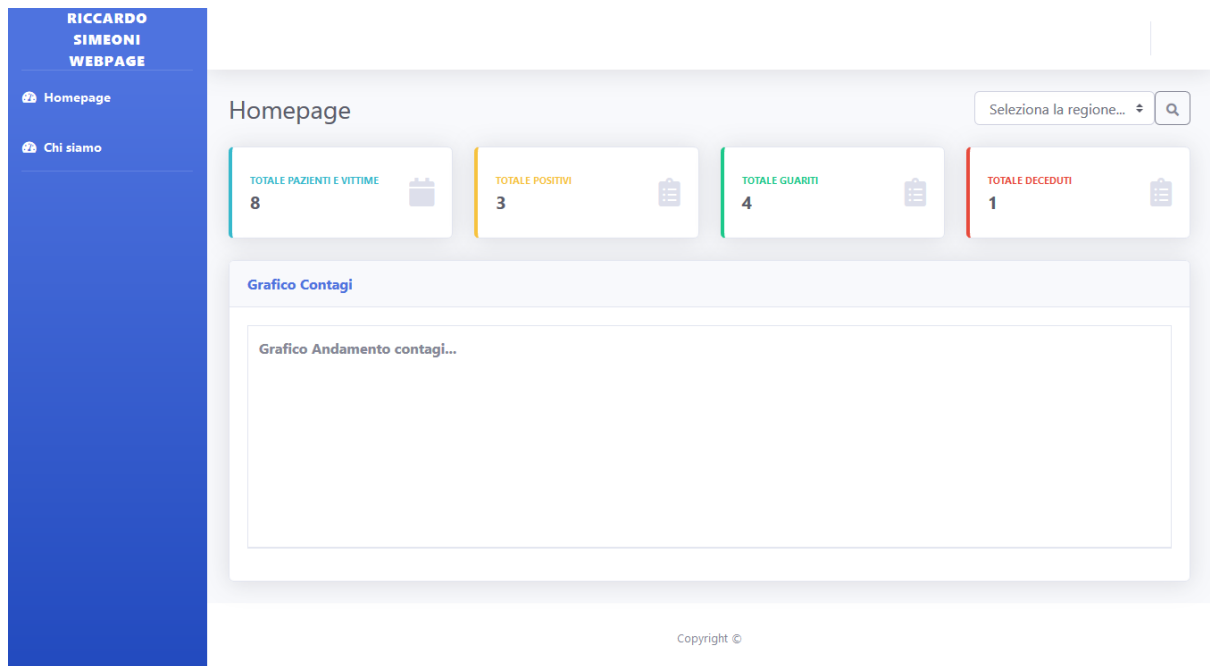 RICCARDO
SIMEONI
WEBPAGE
Homepage
Chi siamo
Homepage
Seleziona la regione...
TOTALE PAZIENTI E VITTIME
8
TOTALE POSITIVI
3
TOTALE GUARITI
4
TOTALE DECEDUTI
1
Grafico Contagi
Grafico Andamento contagi...
Copyright ©